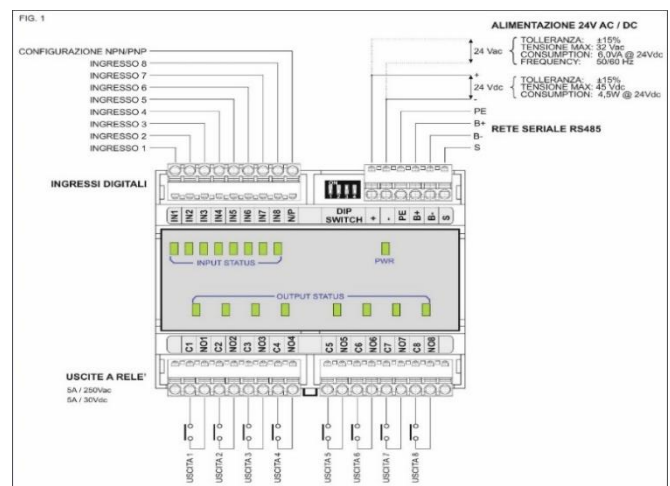 FIG. 1
ALIMENTAZIONE 24V AC / DC
24 Vac
TOLLERANZA: ±15%
TENSIONE MAX: 32 Vac
CONSUMPTION: 6,0VA @ 24Vdc
FREQUENCY: 50/60 Hz
+
24 Vdc
-
TOLLERANZA: ±15%
TENSIONE MAX: 45 Vdc
CONSUMPTION: 4,5W @ 24Vdc
PE
B+
B-
S
RETE SERIALE RS485
CONFIGURAZIONE NPN/PNP
INGRESSO 8
INGRESSO 7
INGRESSO 6
INGRESSO 5
INGRESSO 4
INGRESSO 3
INGRESSO 2
INGRESSO 1
INGRESSI DIGITALI
IN1 IN2 IN3 IN4 IN5 IN6 IN7 IN8 N/P
DIP SWITCH
+ - PE B+ B- S
INPUT STATUS
PWR
OUTPUT STATUS
C1 NO1 C2 NO2 C3 NO3 C4 NO4
C5 NO5 C6 NO6 C7 NO7 C8 NO8
USCITE A RELE'
5A / 250Vac
5A / 30Vdc
USCITA 1
USCITA 2
USCITA 3
USCITA 4
USCITA 5
USCITA 6
USCITA 7
USCITA 8